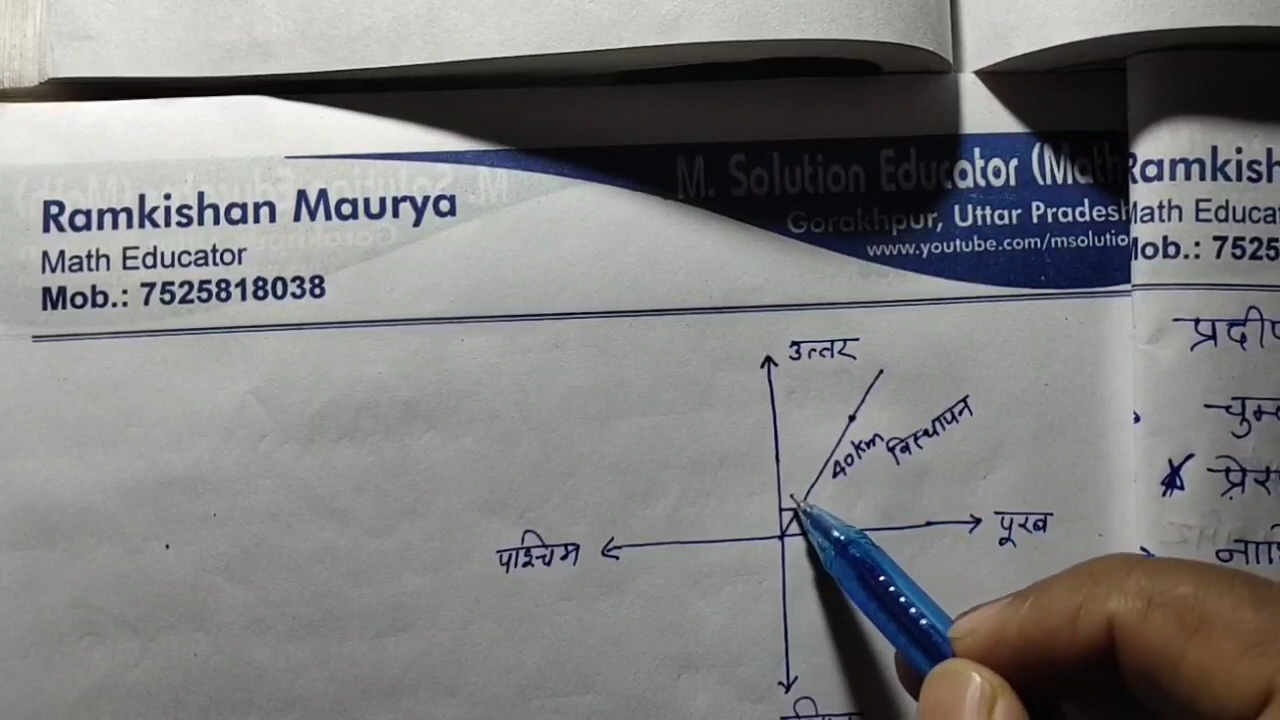 Ramkishan Maurya
Math Educator
Mob.: 7525818038
M. Solution Educator (Math
Gorakhpur, Uttar Pradesh
www.youtube.com/msolutio
Ramkish
Math Educa
Mob.: 7525
उत्तर
40km विस्थापन
पूरब
पश्चिम